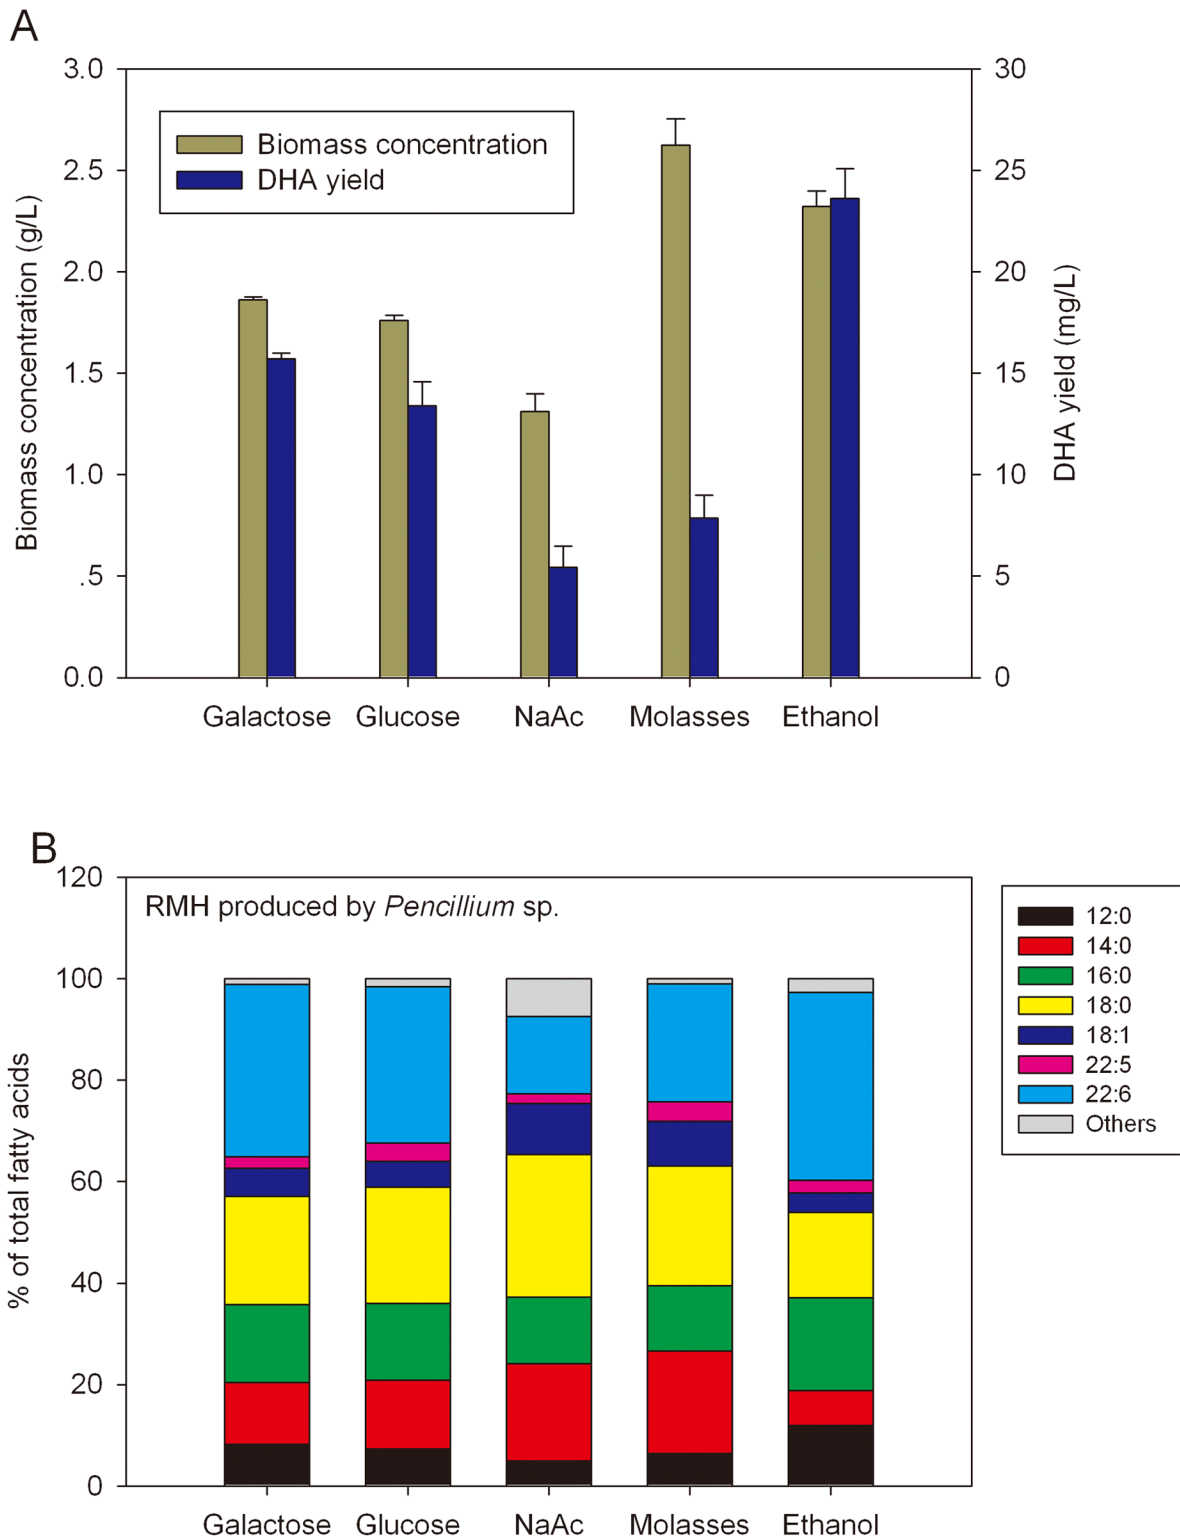 A
3.0
2.5
2.0
1.5
1.0
.5
0.0
Biomass concentration (g/L)
Biomass concentration
DHA yield
30
25
20
15
10
5
0
DHA yield (mg/L)
Galactose Glucose NaAc Molasses Ethanol
B
120
100
80
60
40
20
0
% of total fatty acids
RMH produced by Pencillium sp.
12:0
14:0
16:0
18:0
18:1
22:5
22:6
Others
Galactose Glucose NaAc Molasses Ethanol